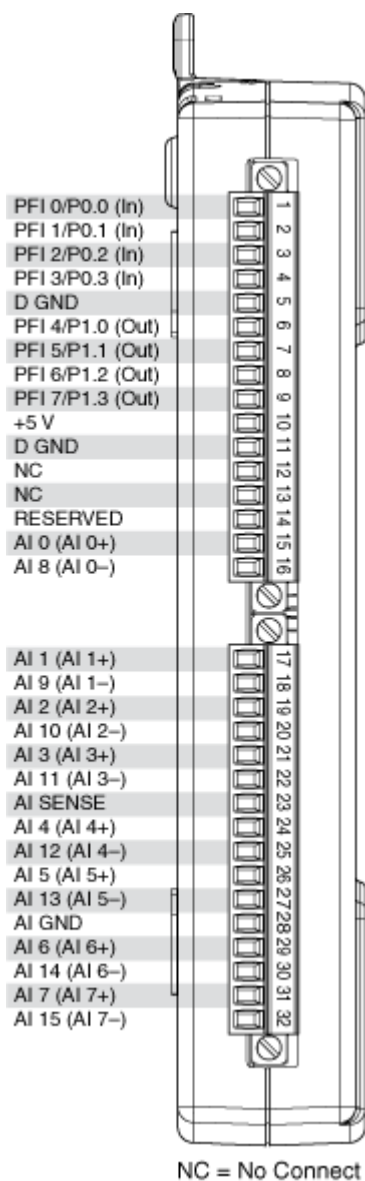 PFI 0/P0.0 (In) 1
PFI 1/P0.1 (In) 2
PFI 2/P0.2 (In) 3
PFI 3/P0.3 (In) 4
D GND 5
PFI 4/P1.0 (Out) 6
PFI 5/P1.1 (Out) 7
PFI 6/P1.2 (Out) 8
PFI 7/P1.3 (Out) 9
+5 V 10
D GND 11
NC 12
NC 13
RESERVED 14
AI 0 (AI 0+) 15
AI 8 (AI 0–) 16
AI 1 (AI 1+) 17
AI 9 (AI 1–) 18
AI 2 (AI 2+) 19
AI 10 (AI 2–) 20
AI 3 (AI 3+) 21
AI 11 (AI 3–) 22
AI SENSE 23
AI 4 (AI 4+) 24
AI 12 (AI 4–) 25
AI 5 (AI 5+) 26
AI 13 (AI 5–) 27
AI GND 28
AI 6 (AI 6+) 29
AI 14 (AI 6–) 30
AI 7 (AI 7+) 31
AI 15 (AI 7–) 32
NC = No Connect